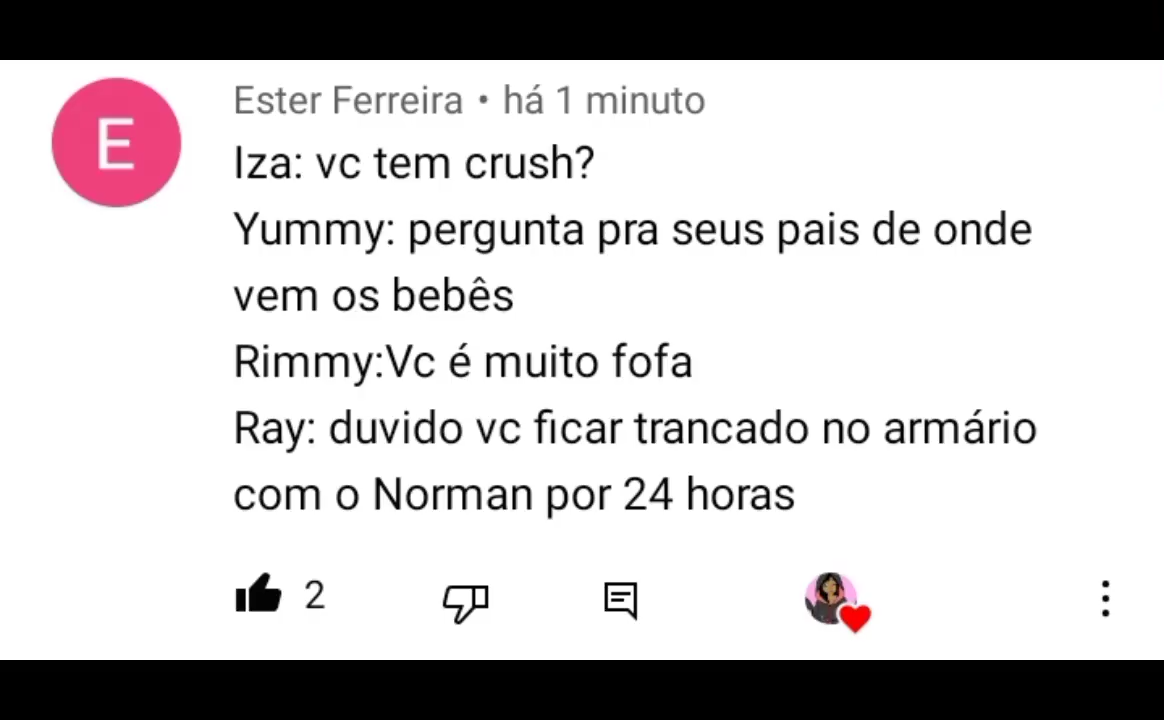 E
Ester Ferreira • há 1 minuto
Iza: vc tem crush?
Yummy: pergunta pra seus pais de onde
vem os bebês
Rimmy:Vc é muito fofa
Ray: duvido vc ficar trancado no armário
com o Norman por 24 horas
2